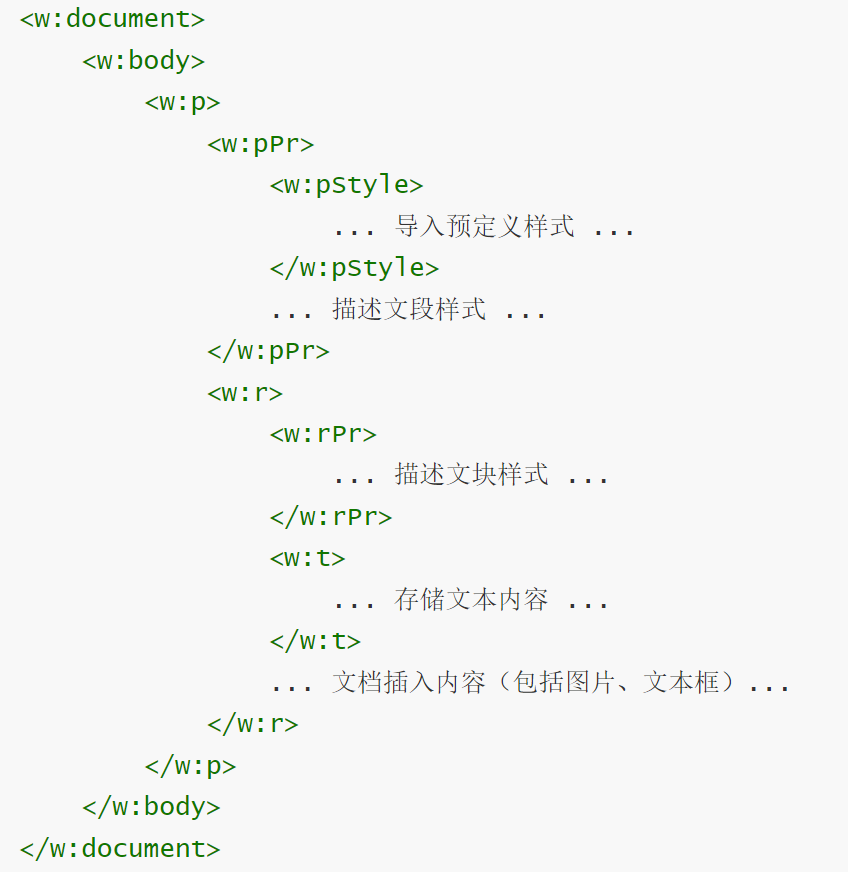 <w:document>
<w:body>
<w:p>
<w:pPr>
<w:pStyle>
... 导入预定义样式 ...
</w:pStyle>
... 描述文段样式 ...
</w:pPr>
<w:r>
<w:rPr>
... 描述文块样式 ...
</w:rPr>
<w:t>
... 存储文本内容 ...
</w:t>
... 文档插入内容（包括图片、文本框）...
</w:r>
</w:p>
</w:body>
</w:document>